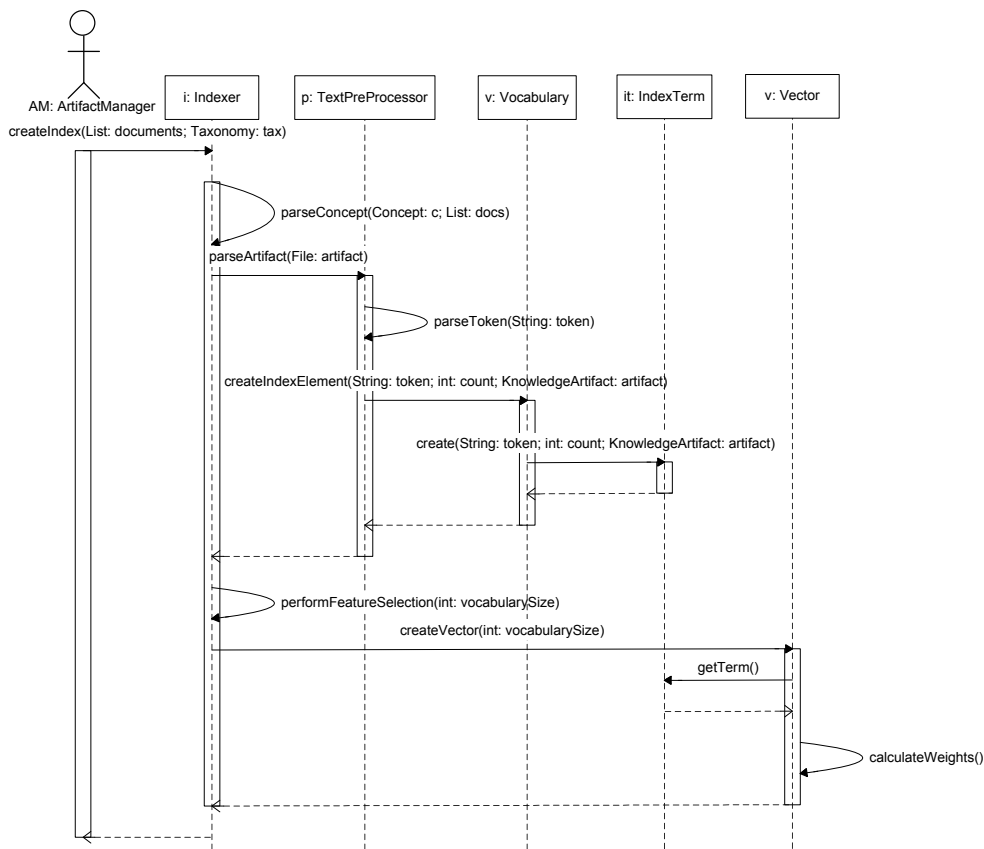 i: Indexer
p: TextPreProcessor
v: Vocabulary
it: IndexTerm
v: Vector
AM: ArtifactManager
createIndex(List: documents; Taxonomy: tax)
parseConcept(Concept: c; List: docs)
parseArtifact(File: artifact)
parseToken(String: token)
createIndexElement(String: token; int: count; KnowledgeArtifact: artifact)
create(String: token; int: count; KnowledgeArtifact: artifact)
performFeatureSelection(int: vocabularySize)
createVector(int: vocabularySize)
getTerm()
calculateWeights()